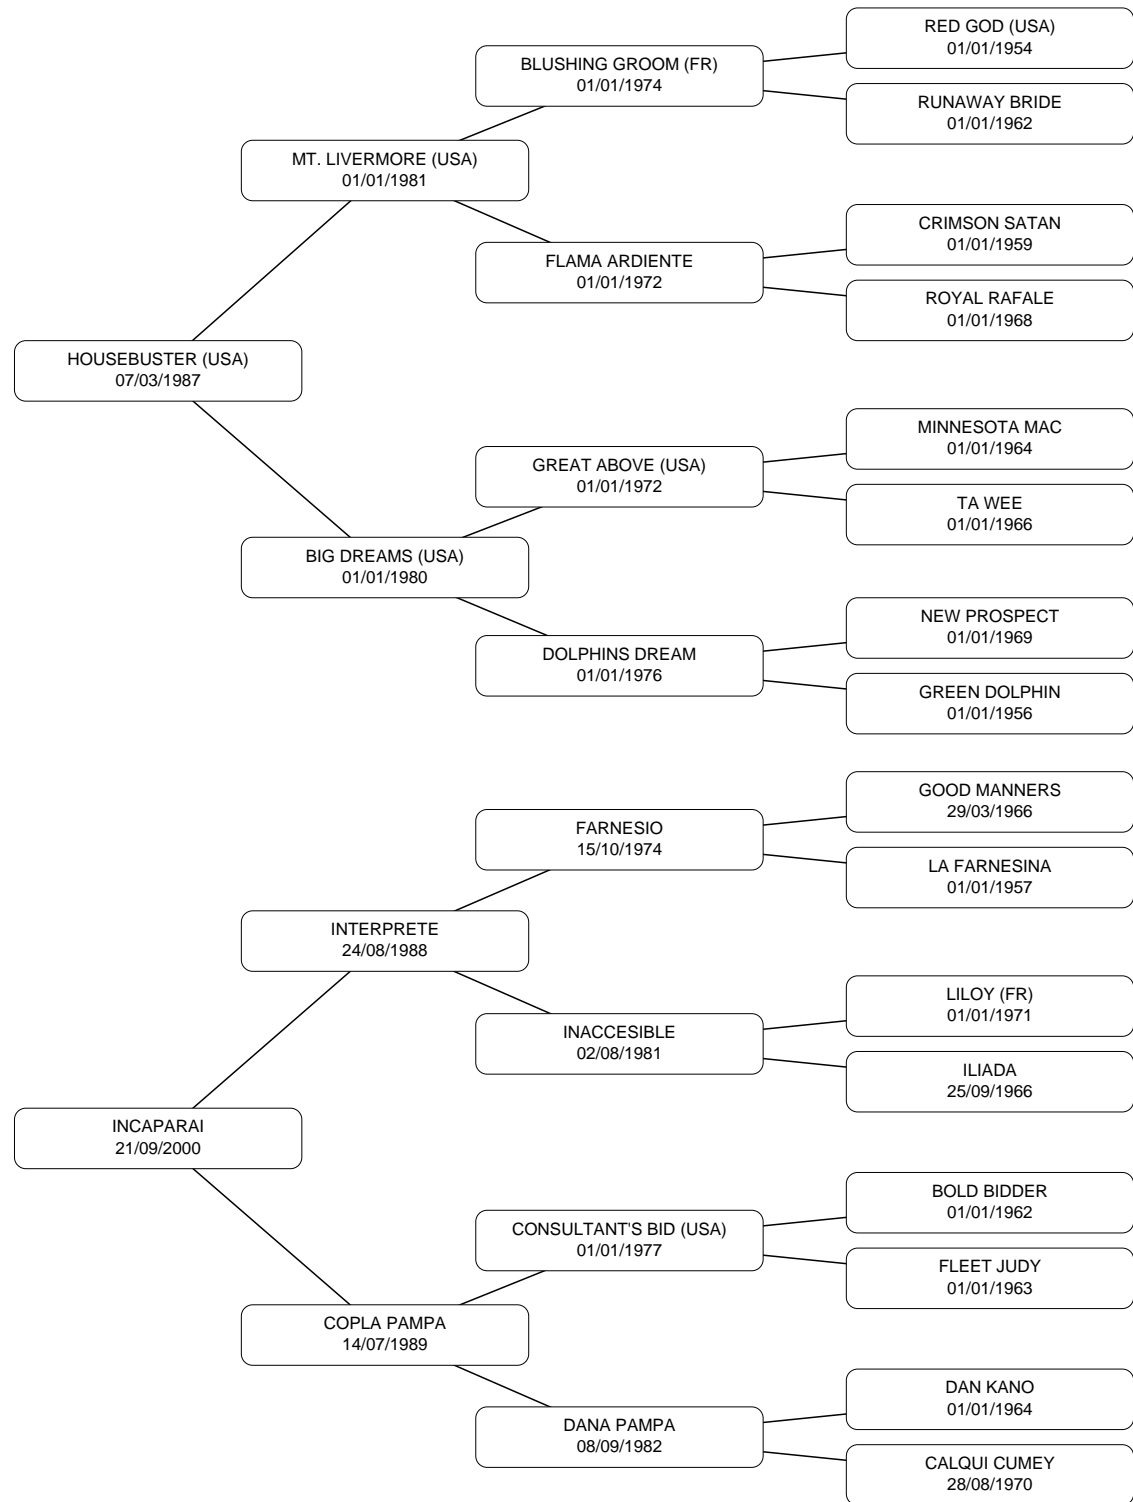 RED GOD (USA)
01/01/1954
BLUSHING GROOM (FR)
01/01/1974
RUNAWAY BRIDE
01/01/1962
MT. LIVERMORE (USA)
01/01/1981
CRIMSON SATAN
01/01/1959
FLAMA ARDIENTE
01/01/1972
ROYAL RAFALE
01/01/1968
HOUSEBUSTER (USA)
07/03/1987
MINNESOTA MAC
01/01/1964
GREAT ABOVE (USA)
01/01/1972
TA WEE
01/01/1966
BIG DREAMS (USA)
01/01/1980
NEW PROSPECT
01/01/1969
DOLPHINS DREAM
01/01/1976
GREEN DOLPHIN
01/01/1956
GOOD MANNERS
29/03/1966
FARNESIO
15/10/1974
LA FARNESINA
01/01/1957
INTERPRETE
24/08/1988
LILOY (FR)
01/01/1971
INACCESIBLE
02/08/1981
ILIADA
25/09/1966
INCAPARAI
21/09/2000
BOLD BIDDER
01/01/1962
CONSULTANT'S BID (USA)
01/01/1977
FLEET JUDY
01/01/1963
COPLA PAMPA
14/07/1989
DAN KANO
01/01/1964
DANA PAMPA
08/09/1982
CALQUI CUMEY
28/08/1970